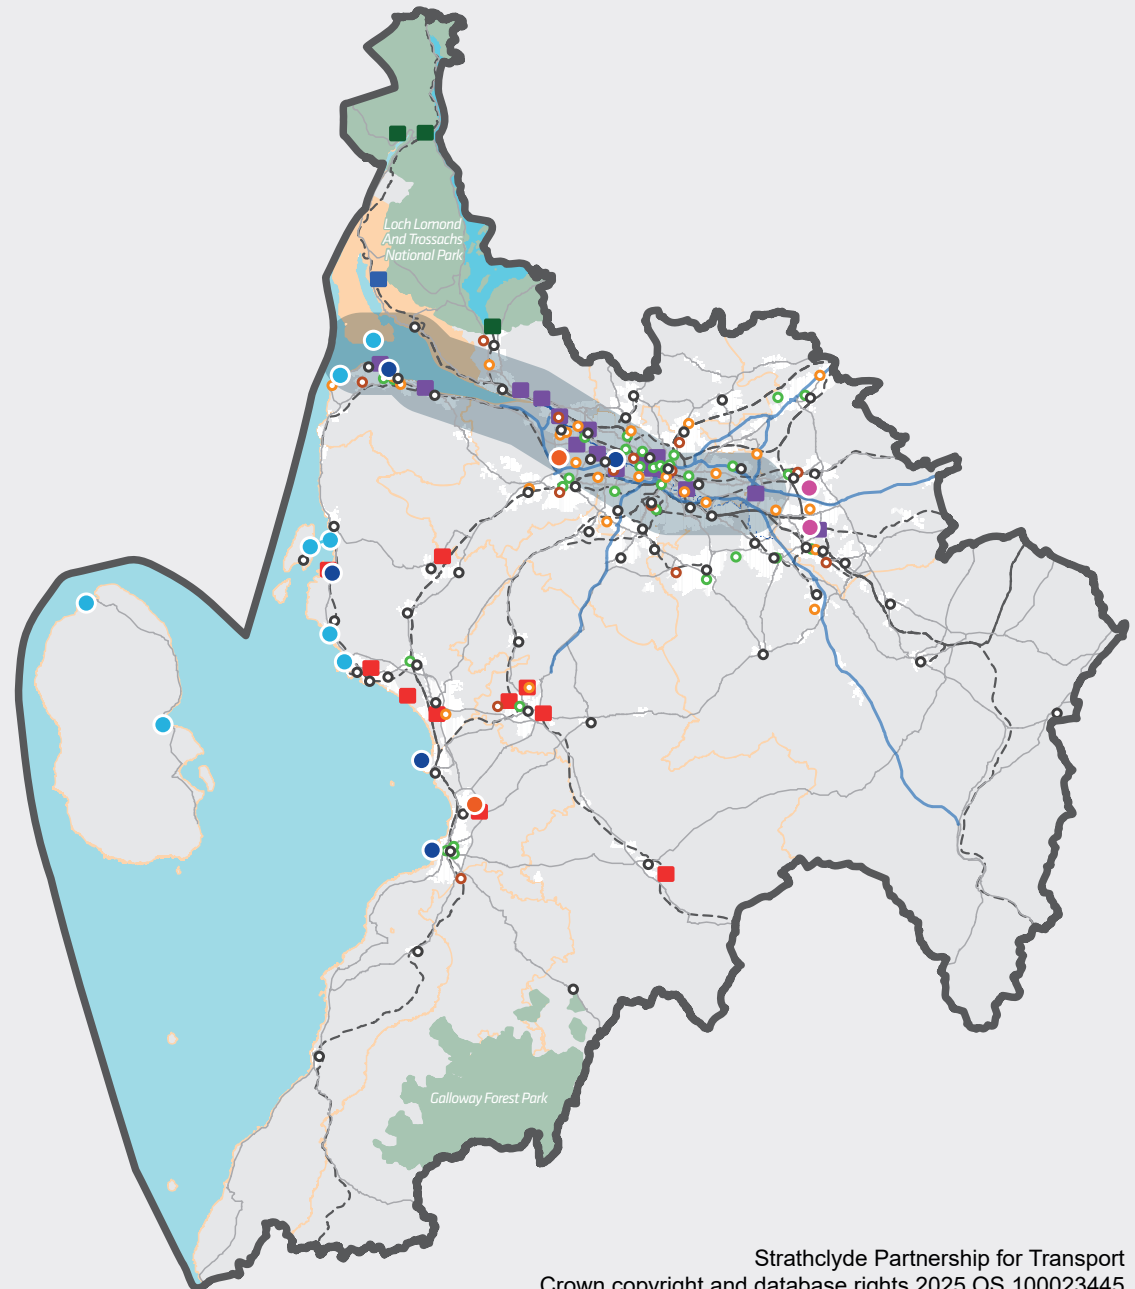 Loch Lomond
And Trossachs
National Park
Galloway Forest Park
Strathclyde Partnership for Transport
Crown copyright and database rights 2025 OS 100023445